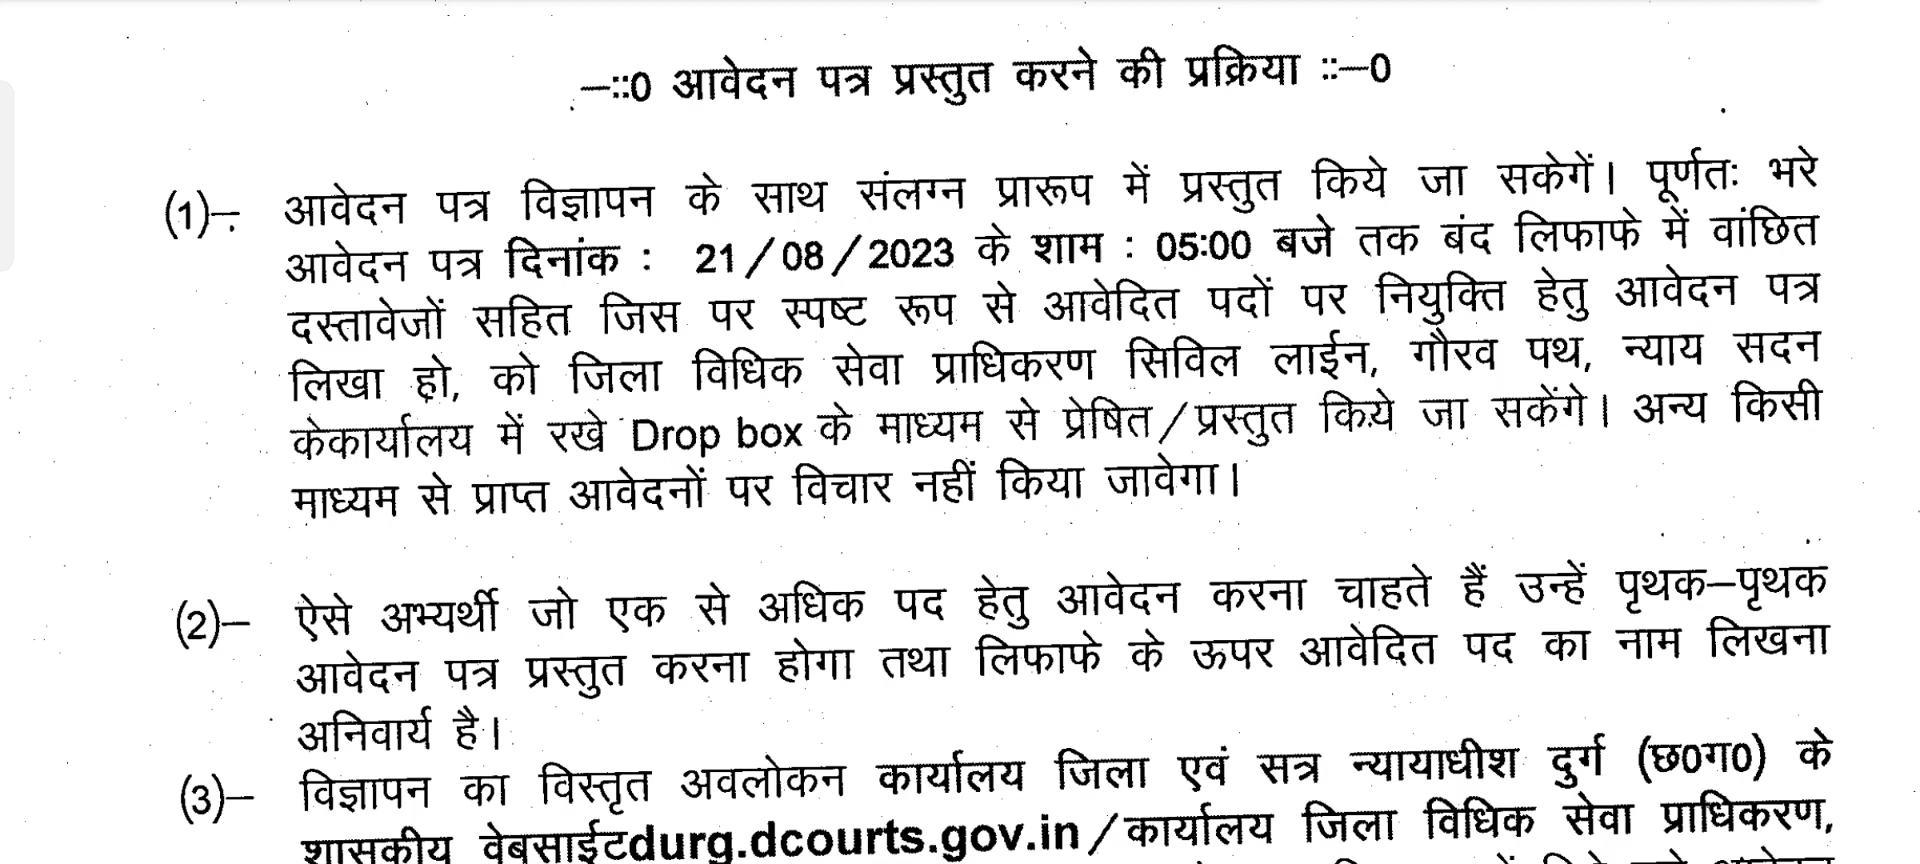 —::0 आवेदन पत्र प्रस्तुत करने की प्रक्रिया ::—0
(1)— आवेदन पत्र विज्ञापन के साथ संलग्न प्रारूप में प्रस्तुत किये जा सकेगें। पूर्णतः भरे
आवेदन पत्र दिनांक : 21/08/2023 के शाम : 05:00 बजे तक बंद लिफाफे में वांछित
दस्तावेजों सहित जिस पर स्पष्ट रूप से आवेदित पदों पर नियुक्ति हेतु आवेदन पत्र
लिखा हो, को जिला विधिक सेवा प्राधिकरण सिविल लाईन, गौरव पथ, न्याय सदन
केकार्यालय में रखे Drop box के माध्यम से प्रेषित/प्रस्तुत किये जा सकेंगे। अन्य किसी
माध्यम से प्राप्त आवेदनों पर विचार नहीं किया जावेगा।
(2)— ऐसे अभ्यर्थी जो एक से अधिक पद हेतु आवेदन करना चाहते हैं उन्हें पृथक—पृथक
आवेदन पत्र प्रस्तुत करना होगा तथा लिफाफे के ऊपर आवेदित पद का नाम लिखना
अनिवार्य है।
(3)— विज्ञापन का विस्तृत अवलोकन कार्यालय जिला एवं सत्र न्यायाधीश दुर्ग (छ0ग0) के
शासकीय वेबसाईटdurg.dcourts.gov.in/कार्यालय जिला विधिक सेवा प्राधिकरण,